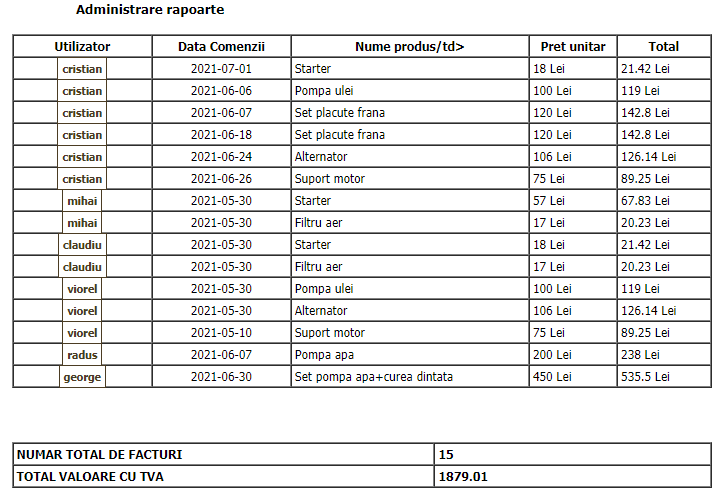 Administrare rapoarte
Utilizator Data Comenzii Nume produs/td> Pret unitar Total
cristian 2021-07-01 Starter 18 Lei 21.42 Lei
cristian 2021-06-06 Pompa ulei 100 Lei 119 Lei
cristian 2021-06-07 Set placute frana 120 Lei 142.8 Lei
cristian 2021-06-18 Set placute frana 120 Lei 142.8 Lei
cristian 2021-06-24 Alternator 106 Lei 126.14 Lei
cristian 2021-06-26 Suport motor 75 Lei 89.25 Lei
mihai 2021-05-30 Starter 57 Lei 67.83 Lei
mihai 2021-05-30 Filtru aer 17 Lei 20.23 Lei
claudiu 2021-05-30 Starter 18 Lei 21.42 Lei
claudiu 2021-05-30 Filtru aer 17 Lei 20.23 Lei
viorel 2021-05-30 Pompa ulei 100 Lei 119 Lei
viorel 2021-05-30 Alternator 106 Lei 126.14 Lei
viorel 2021-05-10 Suport motor 75 Lei 89.25 Lei
radus 2021-06-07 Pompa apa 200 Lei 238 Lei
george 2021-06-30 Set pompa apa+curea dintata 450 Lei 535.5 Lei
NUMAR TOTAL DE FACTURI 15
TOTAL VALOARE CU TVA 1879.01